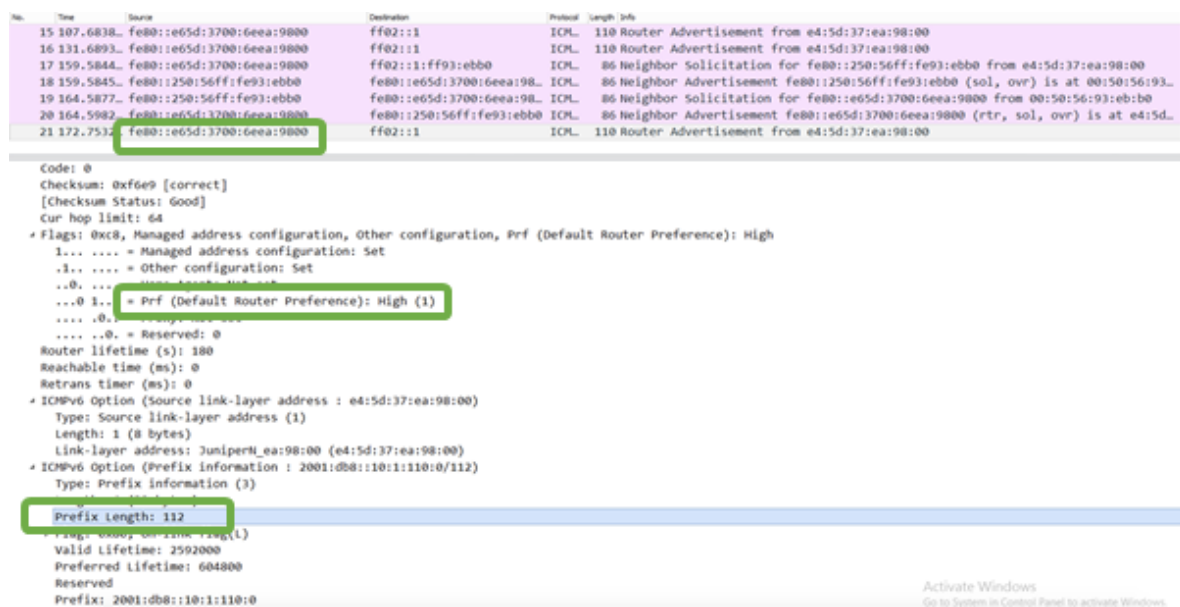 No. Time Source Destination Protocol Length Info
15 107.6838… fe80::e65d:3700:6eea:9800 ff02::1 ICM… 110 Router Advertisement from e4:5d:37:ea:98:00
16 131.6893… fe80::e65d:3700:6eea:9800 ff02::1 ICM… 110 Router Advertisement from e4:5d:37:ea:98:00
17 159.5844… fe80::e65d:3700:6eea:9800 ff02::1:ff93:ebb0 ICM… 86 Neighbor Solicitation for fe80::250:56ff:fe93:ebb0 from e4:5d:37:ea:98:00
18 159.5845… fe80::250:56ff:fe93:ebb0 fe80::e65d:3700:6eea:98… ICM… 86 Neighbor Advertisement fe80::250:56ff:fe93:ebb0 (sol, ovr) is at 00:50:56:93…
19 164.5877… fe80::250:56ff:fe93:ebb0 fe80::e65d:3700:6eea:98… ICM… 86 Neighbor Solicitation for fe80::e65d:3700:6eea:9800 from 00:50:56:93:eb:b0
20 164.5982… fe80::e65d:3700:6eea:9800 fe80::250:56ff:fe93:ebb0 ICM… 86 Neighbor Advertisement fe80::e65d:3700:6eea:9800 (rtr, sol, ovr) is at e4:5d…
21 172.7532 fe80::e65d:3700:6eea:9800 ff02::1 ICM… 110 Router Advertisement from e4:5d:37:ea:98:00
Code: 0
Checksum: 0xf6e9 [correct]
[Checksum Status: Good]
Cur hop limit: 64
Flags: 0xc8, Managed address configuration, Other configuration, Prf (Default Router Preference): High
1... .... = Managed address configuration: Set
.1.. .... = Other configuration: Set
..0. ....
...0 1... = Prf (Default Router Preference): High (1)
.... .0..
.... ..0. = Reserved: 0
Router lifetime (s): 180
Reachable time (ms): 0
Retrans timer (ms): 0
ICMPv6 Option (Source link-layer address : e4:5d:37:ea:98:00)
Type: Source link-layer address (1)
Length: 1 (8 bytes)
Link-layer address: JuniperN_ea:98:00 (e4:5d:37:ea:98:00)
ICMPv6 Option (Prefix information : 2001:db8::10:1:110:0/112)
Type: Prefix information (3)
Prefix Length: 112
Valid Lifetime: 2592000
Preferred Lifetime: 604800
Reserved
Prefix: 2001:db8::10:1:110:0
Activate Windows
Go to System in Control Panel to activate Windows.